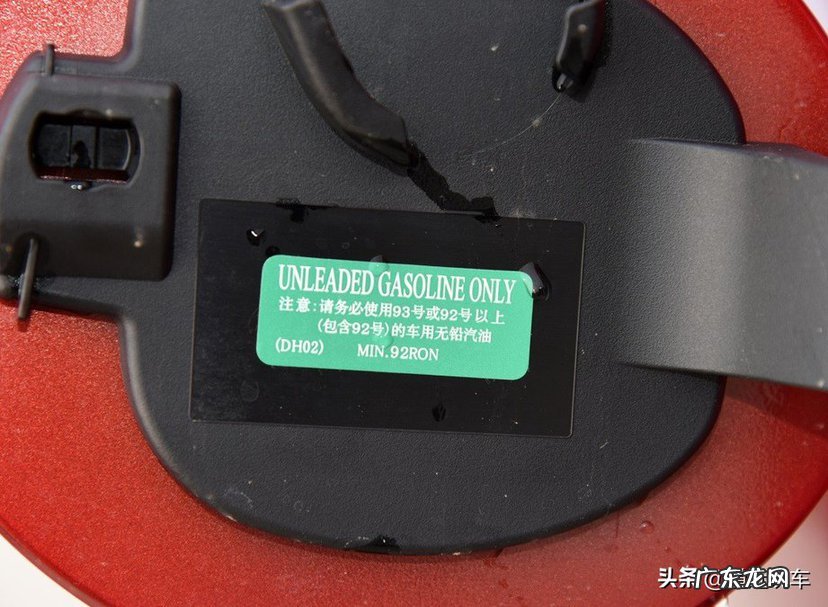 UNLEADED GASOLINE ONLY
注意:请务必使用93号或92号以上
(包含92号)的车用无铅汽油
(DH02) MIN.92RON
头条广东龙网